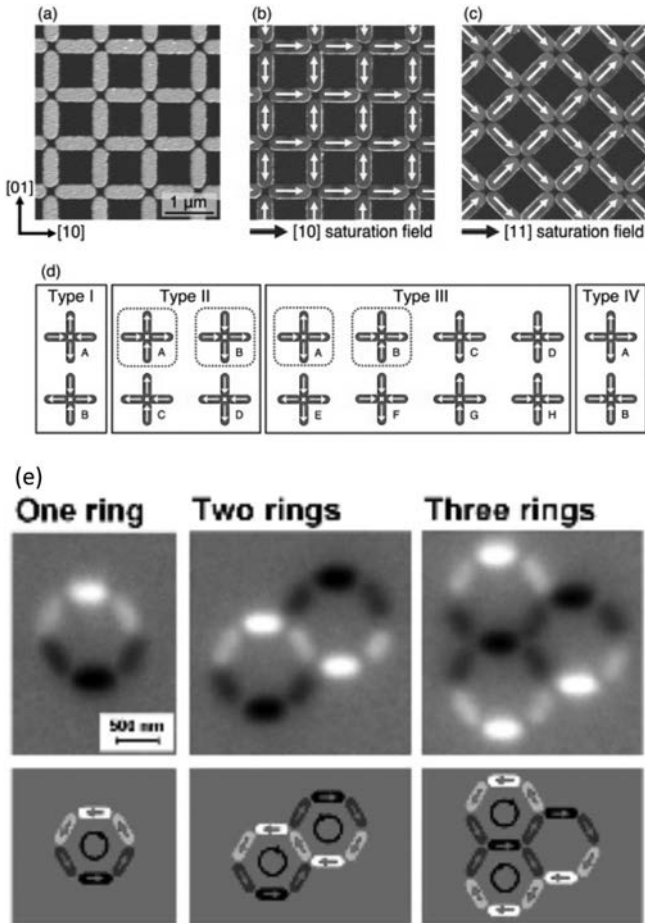 (a)
(b)
(c)
[01]
[10]
1 µm
[10] saturation field
[11] saturation field
(d)
Type I
Type II
Type III
Type IV
A
A
B
A
B
C
D
A
B
C
D
E
F
G
H
B
(e)
One ring
Two rings
Three rings
500 nm